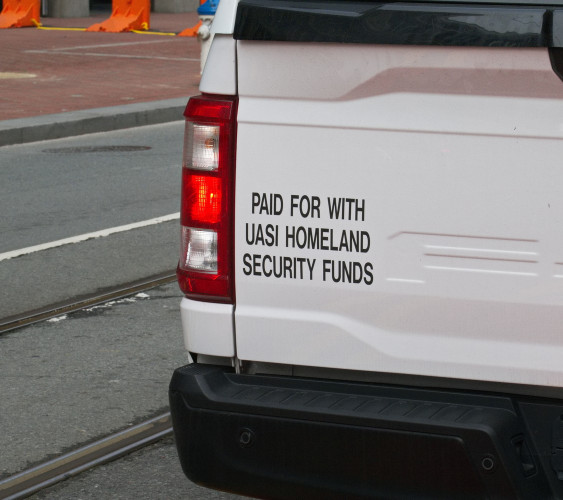 PAID FOR WITH
UASI HOMELAND
SECURITY FUNDS